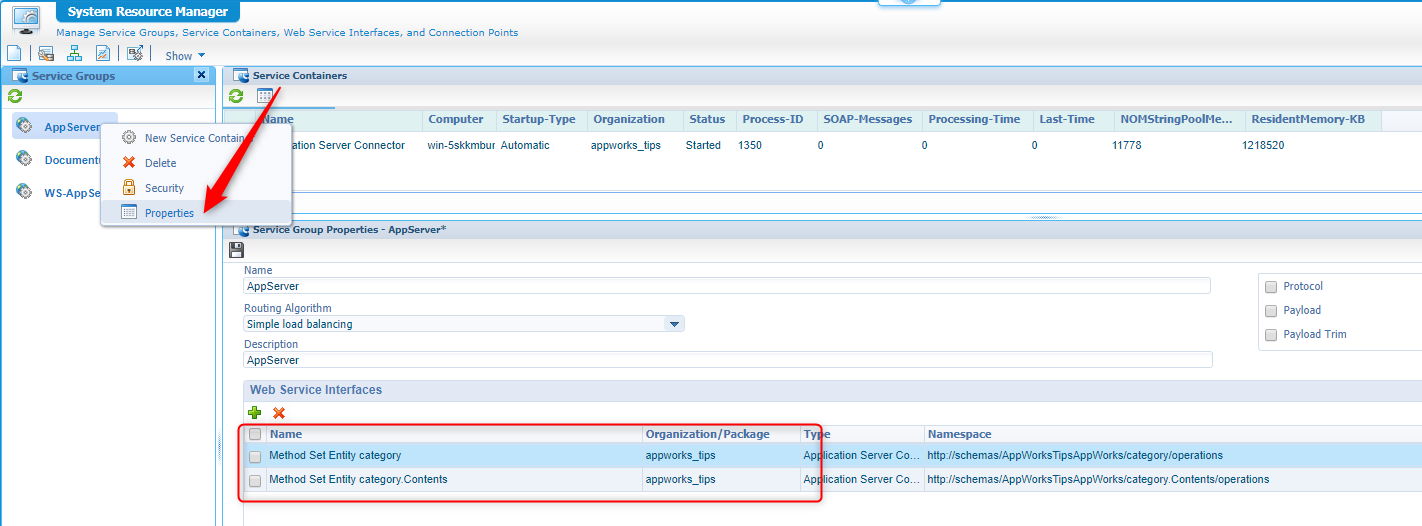 System Resource Manager
Manage Service Groups, Service Containers, Web Service Interfaces, and Connection Points
Show
Service Groups
AppServer
New Service Contain
Delete
Security
Properties
Service Containers
Name Computer Startup-Type Organization Status Process-ID SOAP-Messages Processing-Time Last-Time NOMStringPoolMe... ResidentMemory-KB
ication Server Connector win-5skkmbur Automatic appworks_tips Started 1350 0 0 0 11778 1218520
Document
WS-AppSe
Service Group Properties - AppServer*
Name
AppServer
Protocol
Routing Algorithm
Simple load balancing
Payload
Payload Trim
Description
AppServer
Web Service Interfaces
Name Organization/Package Type Namespace
Method Set Entity category appworks_tips Application Server Co... http://schemas/AppWorksTipsAppWorks/category/operations
Method Set Entity category.Contents appworks_tips Application Server Co... http://schemas/AppWorksTipsAppWorks/category.Contents/operations